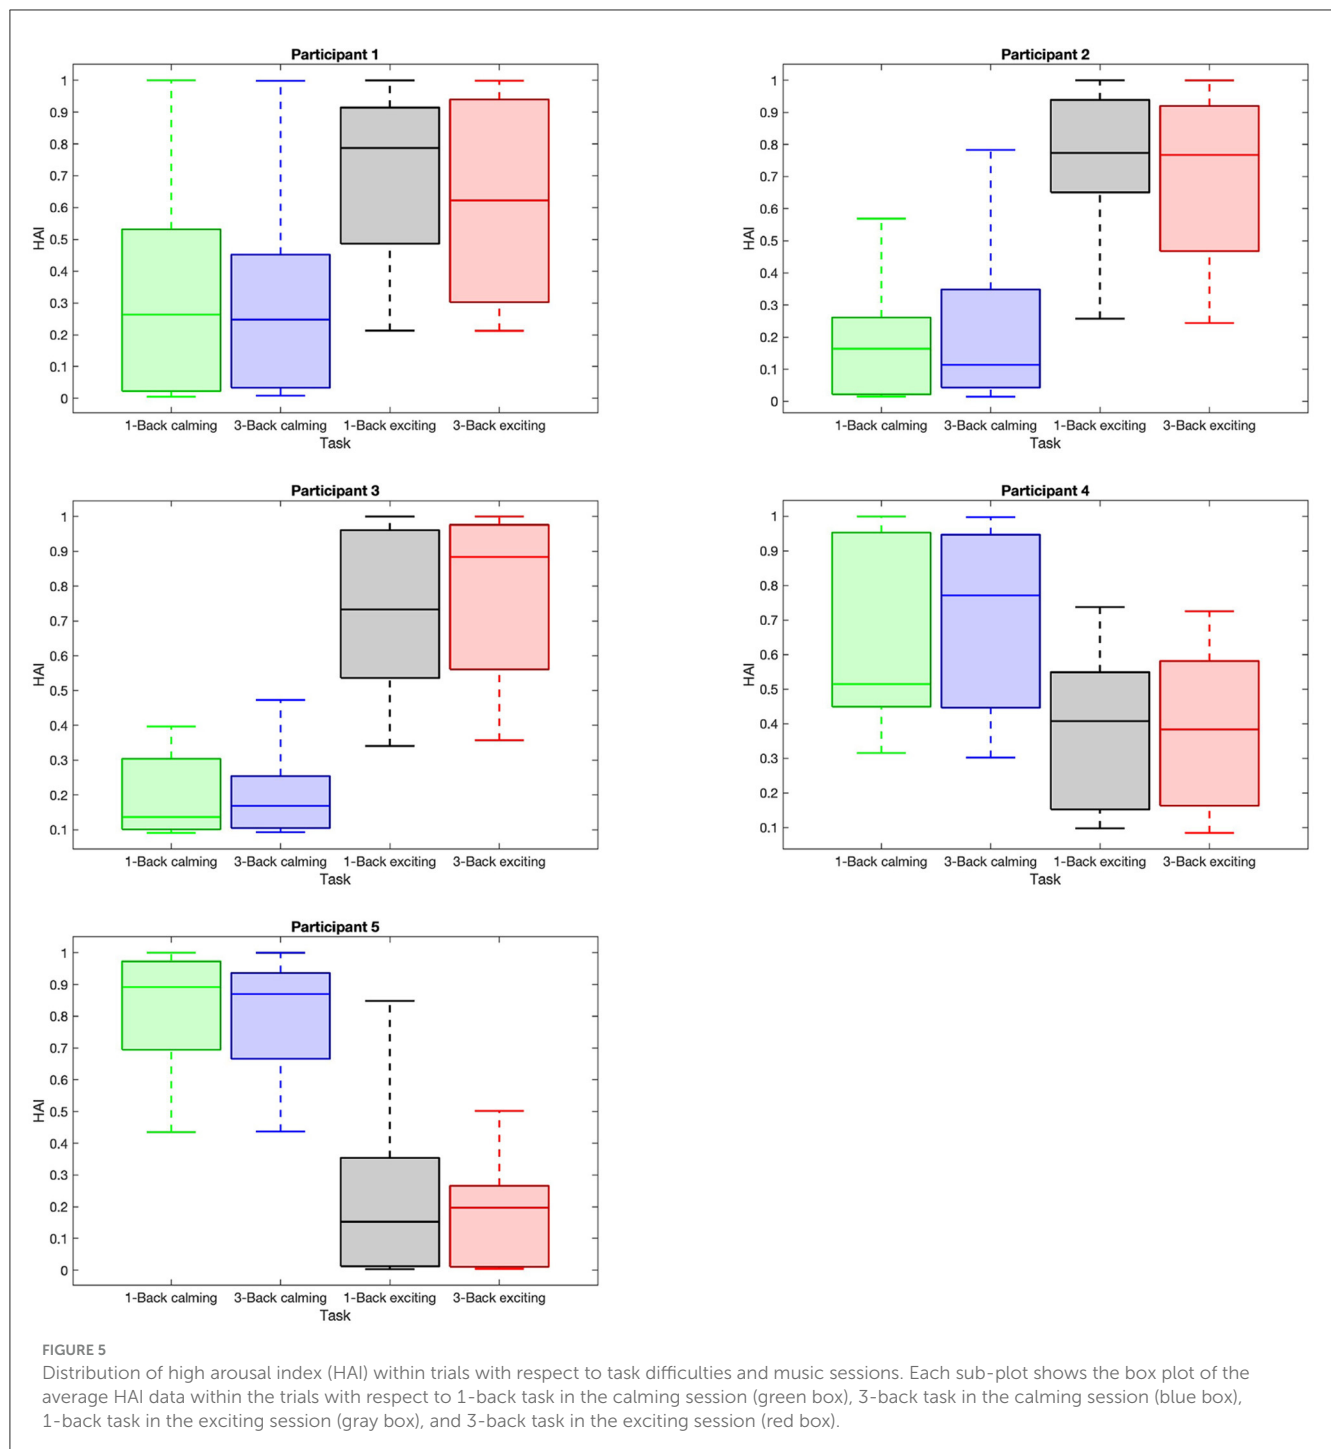 Participant 1
1
0.9
0.8
0.7
0.6
0.5
0.4
0.3
0.2
0.1
0
HAI
1-Back calming 3-Back calming 1-Back exciting 3-Back exciting
Task
Participant 2
1
0.9
0.8
0.7
0.6
0.5
0.4
0.3
0.2
0.1
0
HAI
1-Back calming 3-Back calming 1-Back exciting 3-Back exciting
Task
Participant 3
1
0.9
0.8
0.7
0.6
0.5
0.4
0.3
0.2
0.1
HAI
1-Back calming 3-Back calming 1-Back exciting 3-Back exciting
Task
Participant 4
1
0.9
0.8
0.7
0.6
0.5
0.4
0.3
0.2
0.1
HAI
1-Back calming 3-Back calming 1-Back exciting 3-Back exciting
Task
Participant 5
1
0.9
0.8
0.7
0.6
0.5
0.4
0.3
0.2
0.1
0
HAI
1-Back calming 3-Back calming 1-Back exciting 3-Back exciting
Task
FIGURE 5
Distribution of high arousal index (HAI) within trials with respect to task difficulties and music sessions. Each sub-plot shows the box plot of the
average HAI data within the trials with respect to 1-back task in the calming session (green box), 3-back task in the calming session (blue box),
1-back task in the exciting session (gray box), and 3-back task in the exciting session (red box).